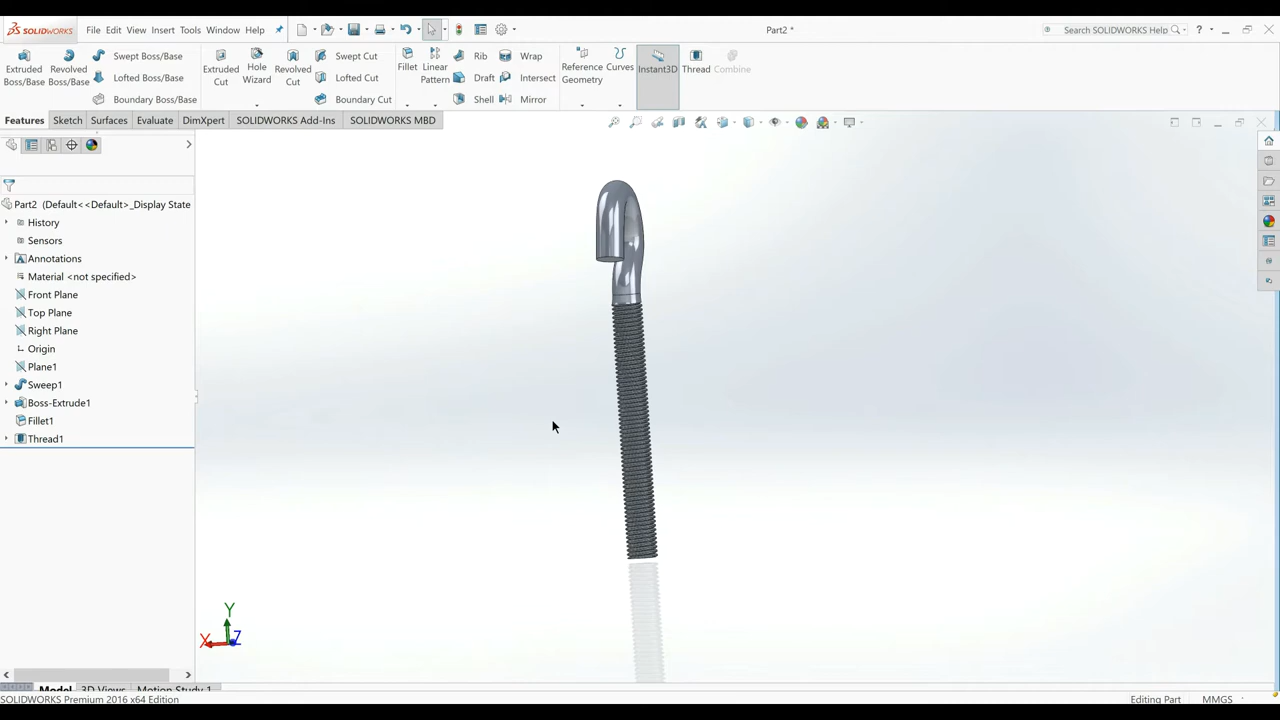 SOLIDWORKS File Edit View Insert Tools Window Help Part2 * Search SOLIDWORKS Help
Extruded Boss/Base
Revolved Boss/Base
Swept Boss/Base
Lofted Boss/Base
Boundary Boss/Base
Extruded Cut
Hole Wizard
Revolved Cut
Swept Cut
Lofted Cut
Boundary Cut
Fillet
Linear Pattern
Rib
Draft
Shell
Wrap
Intersect
Mirror
Reference Geometry
Curves
Instant3D
Thread
Combine
Features Sketch Surfaces Evaluate DimXpert SOLIDWORKS Add-Ins SOLIDWORKS MBD
Part2 (Default<<Default>_Display State
History
Sensors
Annotations
Material <not specified>
Front Plane
Top Plane
Right Plane
Origin
Plane1
Sweep1
Boss-Extrude1
Fillet1
Thread1
Y
X Z
Model 3D Views Motion Study 1
SOLIDWORKS Premium 2016 x64 Edition Editing Part MMGS